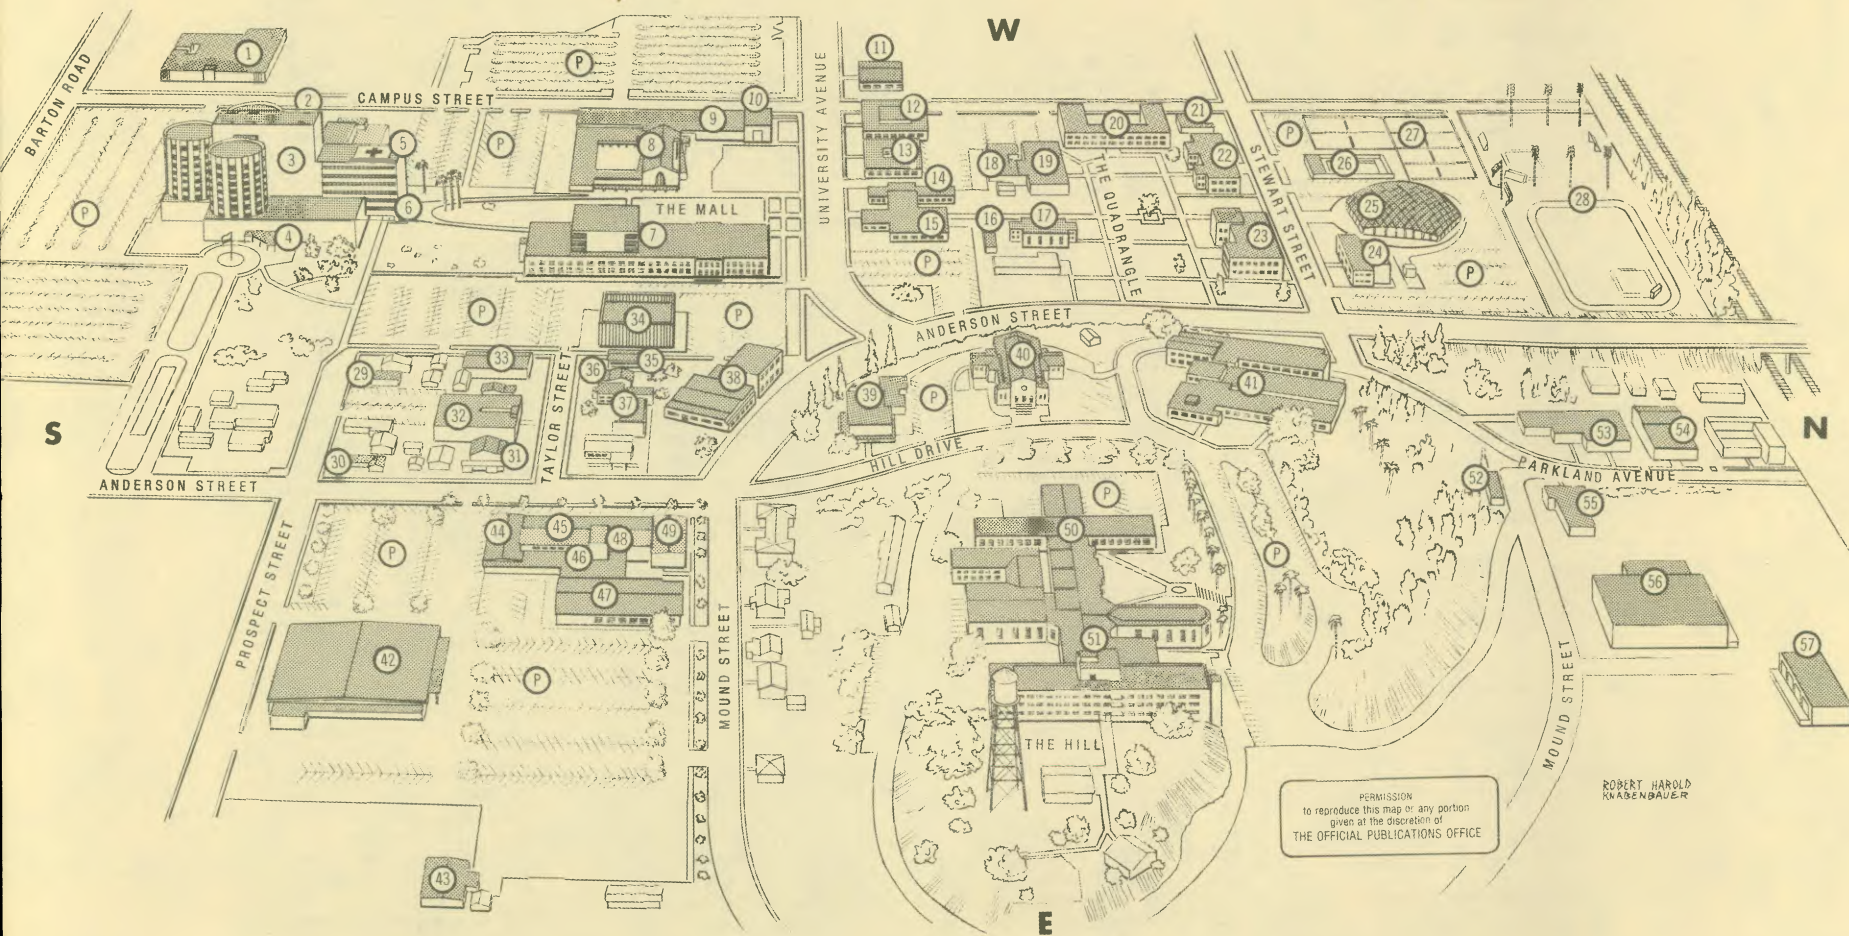 W
1
11
P
BARTON ROAD
2
CAMPUS STREET
10
12
9
20
21
P
27
3
5
P
8
UNIVERSITY AVENUE
13
18
19
22
STEWART STREET
26
14
P
6
THE MALL
15
16
17
THE QUADRANGLE
25
28
4
7
23
24
P
P
P
34
P
ANDERSON STREET
29
33
TAYLOR STREET
36
35
38
40
41
32
37
39
P
S
N
30
31
HILL DRIVE
53
54
ANDERSON STREET
PARKLAND AVENUE
52
55
PROSPECT STREET
P
44
45
48
49
46
P
50
P
47
MOUND STREET
56
42
P
51
57
MOUND STREET
THE HILL
43
PERMISSION
to reproduce this map or any portion
given at the discretion of
THE OFFICIAL PUBLICATIONS OFFICE
ROBERT HAROLD
KNABENBAUER
E